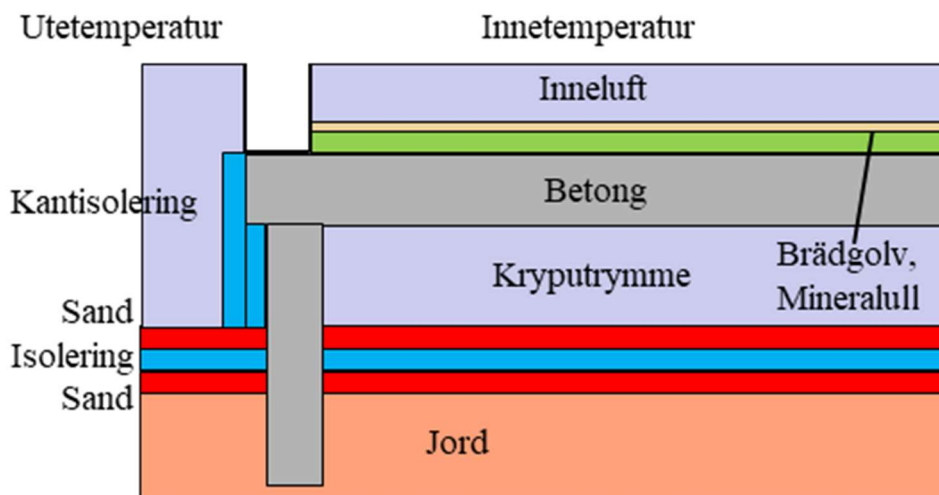 Utetemperatur
Innetemperatur
Inneluft
Kantisolering
Betong
Brädgolv,
Mineralull
Kryputrymme
Sand
Isolering
Sand
Jord